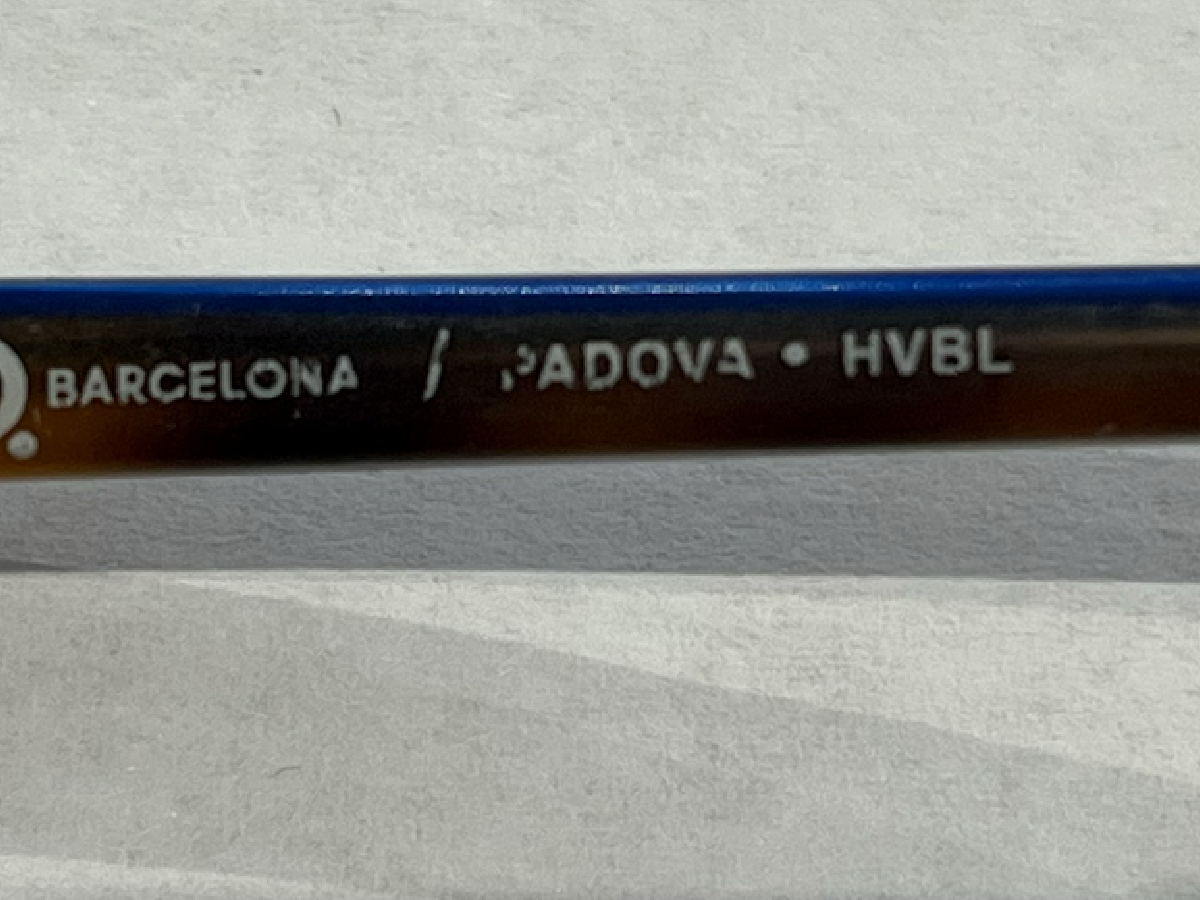 BARCELONA / PADOVA • HVBL